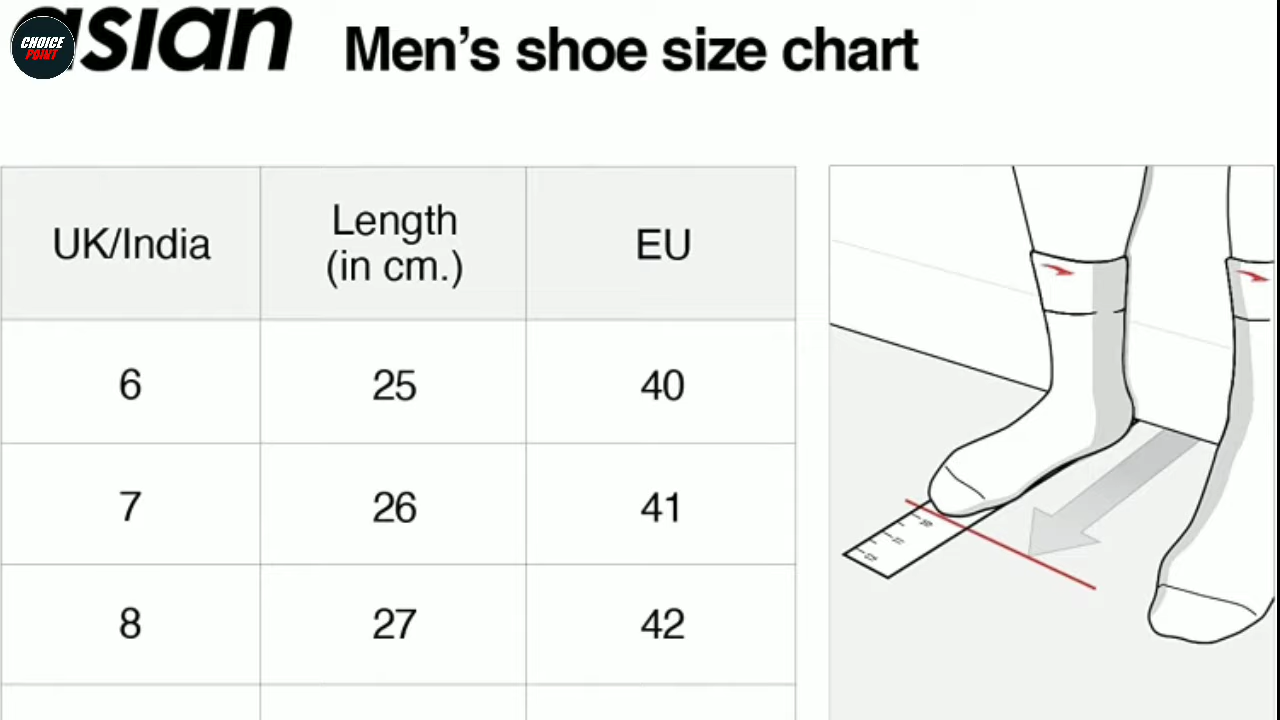 asian
CHOICE
POINT
Men's shoe size chart
UK/India
Length
(in cm.)
EU
6
25
40
7
26
41
8
27
42